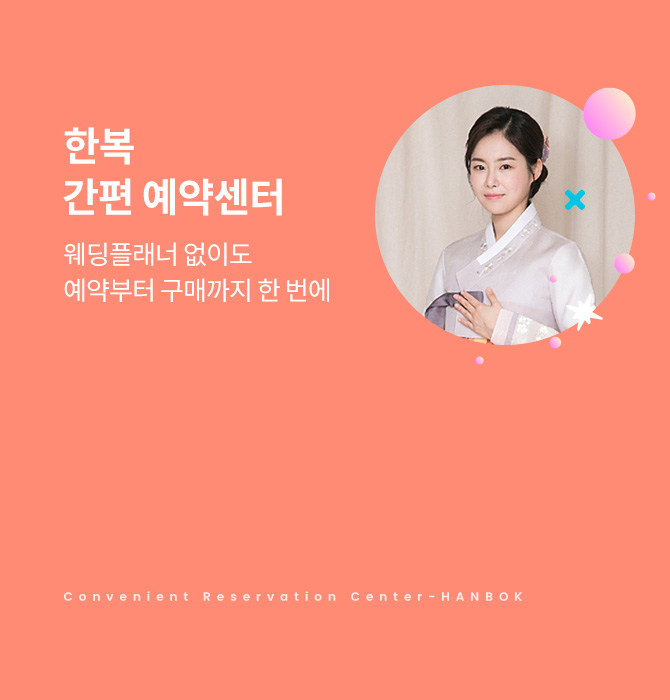 한복
간편 예약센터
웨딩플래너 없이도
예약부터 구매까지 한 번에
Convenient Reservation Center-HANBOK